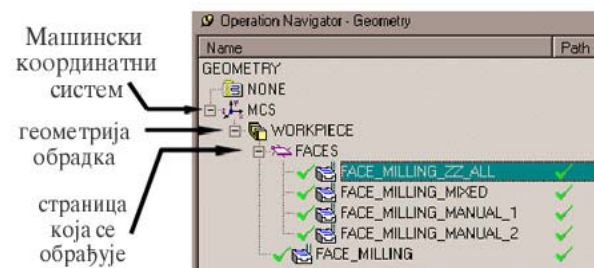 Машински
координатни
систем
геометрија
обрадка
страница
која се
обрађује
Operation Navigator - Geometry
Name Path
GEOMETRY
NONE
MCS
WORKPIECE
FACES
FACE_MILLING_ZZ_ALL
FACE_MILLING_MIXED
FACE_MILLING_MANUAL_1
FACE_MILLING_MANUAL_2
FACE_MILLING